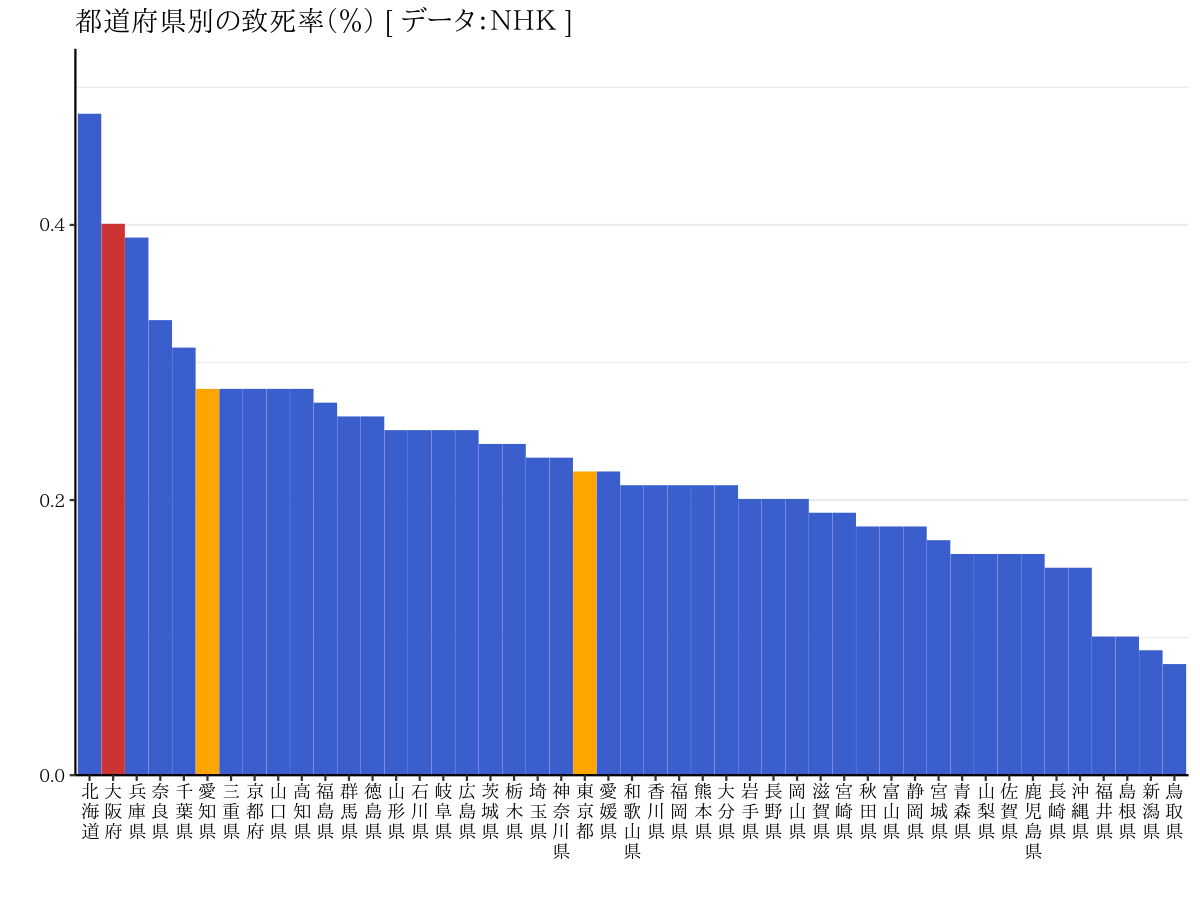 都道府県別の致死率(%) [ データ:NHK ]
0.4
0.2
0.0
北海道
大阪府
兵庫県
奈良県
千葉県
愛知県
三重県
京都府
山口県
高知県
福島県
群馬県
徳島県
山形県
石川県
岐阜県
広島県
茨城県
栃木県
埼玉県
神奈川県
東京都
愛媛県
和歌山県
香川県
福岡県
熊本県
大分県
岩手県
長野県
岡山県
滋賀県
宮崎県
秋田県
富山県
静岡県
宮城県
青森県
山梨県
佐賀県
鹿児島県
長崎県
沖縄県
福井県
島根県
新潟県
鳥取県